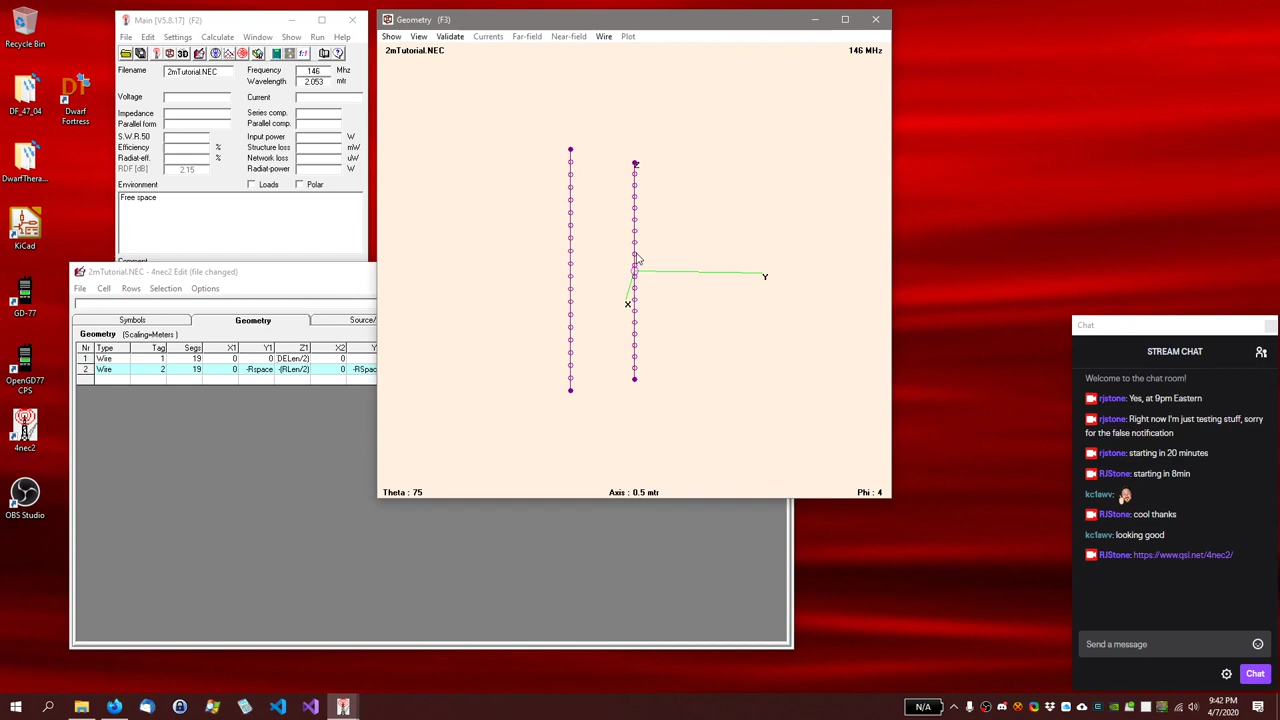 Recycle Bin
DF_47_04
Dwarf
Fortress
DwarfThera...
KiCad
GD-77
OpenGD77
CPS
4nec2
OBS Studio
Main [V5.8.17] (F2)
File Edit Settings Calculate Window Show Run Help
Filename 2mTutorial.NEC Frequency 146 Mhz
Wavelength 2.053 mtr
Voltage Current
Impedance Series comp.
Parallel form Parallel comp.
S.W.R.50 Input power W
Efficiency % Structure loss mW
Radiat-eff. % Network loss uW
RDF [dB] 2.15 Radiat-power W
Environment Loads Polar
Free space
Comment
2mTutorial.NEC - 4nec2 Edit (file changed)
File Cell Rows Selection Options
Symbols Geometry Source/
Geometry (Scaling=Meters )
Nr Type Tag Segs X1 Y1 Z1 X2 Y
1 Wire 1 19 0 0 DELen/2) 0
2 Wire 2 19 0 -Rspace -(RLen/2) 0 -RSpac
Geometry (F3)
Show View Validate Currents Far-field Near-field Wire Plot
2mTutorial.NEC 146 MHz
Z
Y
X
Theta : 75 Axis : 0.5 mtr Phi : 4
Chat
STREAM CHAT
Welcome to the chat room!
rjstone: Yes, at 9pm Eastern
rjstone: Right now I'm just testing stuff, sorry
for the false notification
rjstone: starting in 20 minutes
RJStone: starting in 8min
kc1awv:
RJStone: cool thanks
kc1awv: looking good
RJStone: https://www.qsl.net/4nec2/
Send a message
Chat
N/A
9:42 PM
4/7/2020